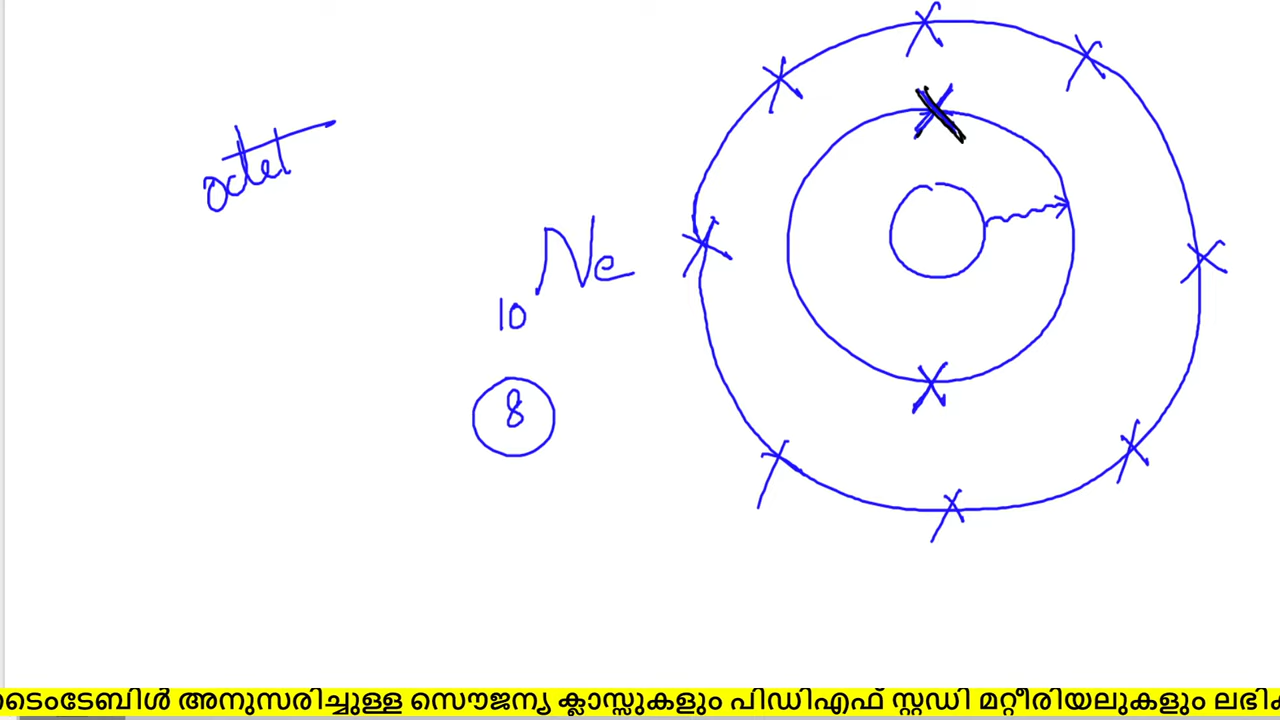 octet
Ne
10
8
ടൈംടേബിൾ അനുസരിച്ചുള്ള സൌജന്യ ക്ലാസ്സുകളും പിഡിഎഫ് സ്റ്റഡി മറ്റീരിയലുകളും